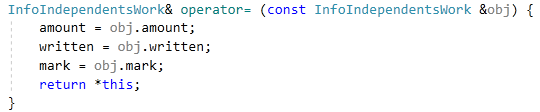 InfoIndependentsWork& operator= (const InfoIndependentsWork &obj) {
    amount = obj.amount;
    written = obj.written;
    mark = obj.mark;
    return *this;
}